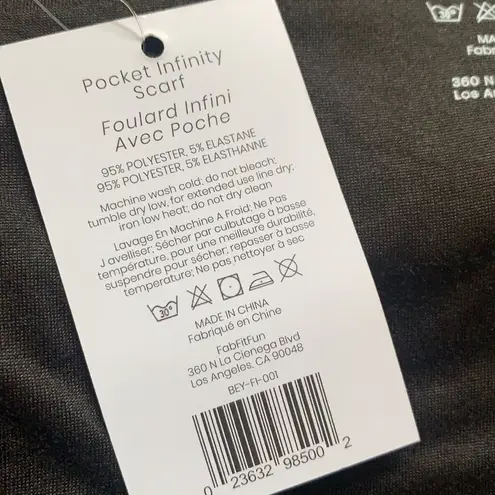 Pocket Infinity
Scarf
Foulard Infini
Avec Poche
95% POLYESTER, 5% ELASTANE
95% POLYESTER, 5% ELASTHANNE
Machine wash cold; do not bleach;
tumble dry low, for extended use line dry;
iron low heat; do not dry clean
Lavage En Machine A Froid; Ne Pas
J avelliser; Sécher par culbutage à basse
température, pour une meilleure durabilité,
suspendre pour sécher; repasser à basse
temperature; Ne pas nettoyer à sec
30°
MADE IN CHINA
Fabriqué en Chine
FabFitFun
360 N La Cienega Blvd
Los Angeles, CA 90048
BEY-FI-001
0 23632 98500 2
30°
MA
Fabr
360 N
Los A